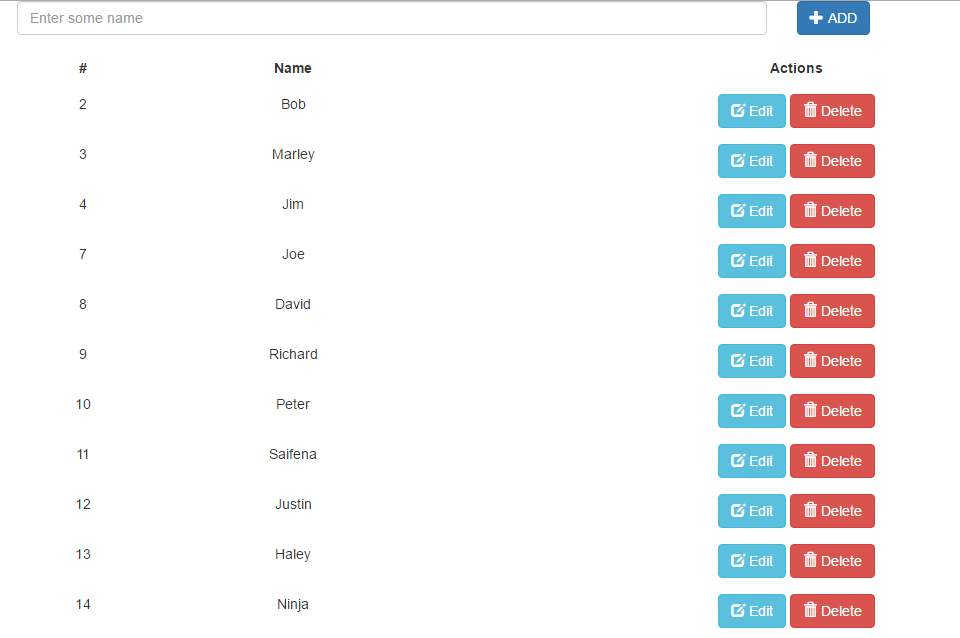 Enter some name ADD
# Name Actions
2 Bob Edit Delete
3 Marley Edit Delete
4 Jim Edit Delete
7 Joe Edit Delete
8 David Edit Delete
9 Richard Edit Delete
10 Peter Edit Delete
11 Saifena Edit Delete
12 Justin Edit Delete
13 Haley Edit Delete
14 Ninja Edit Delete